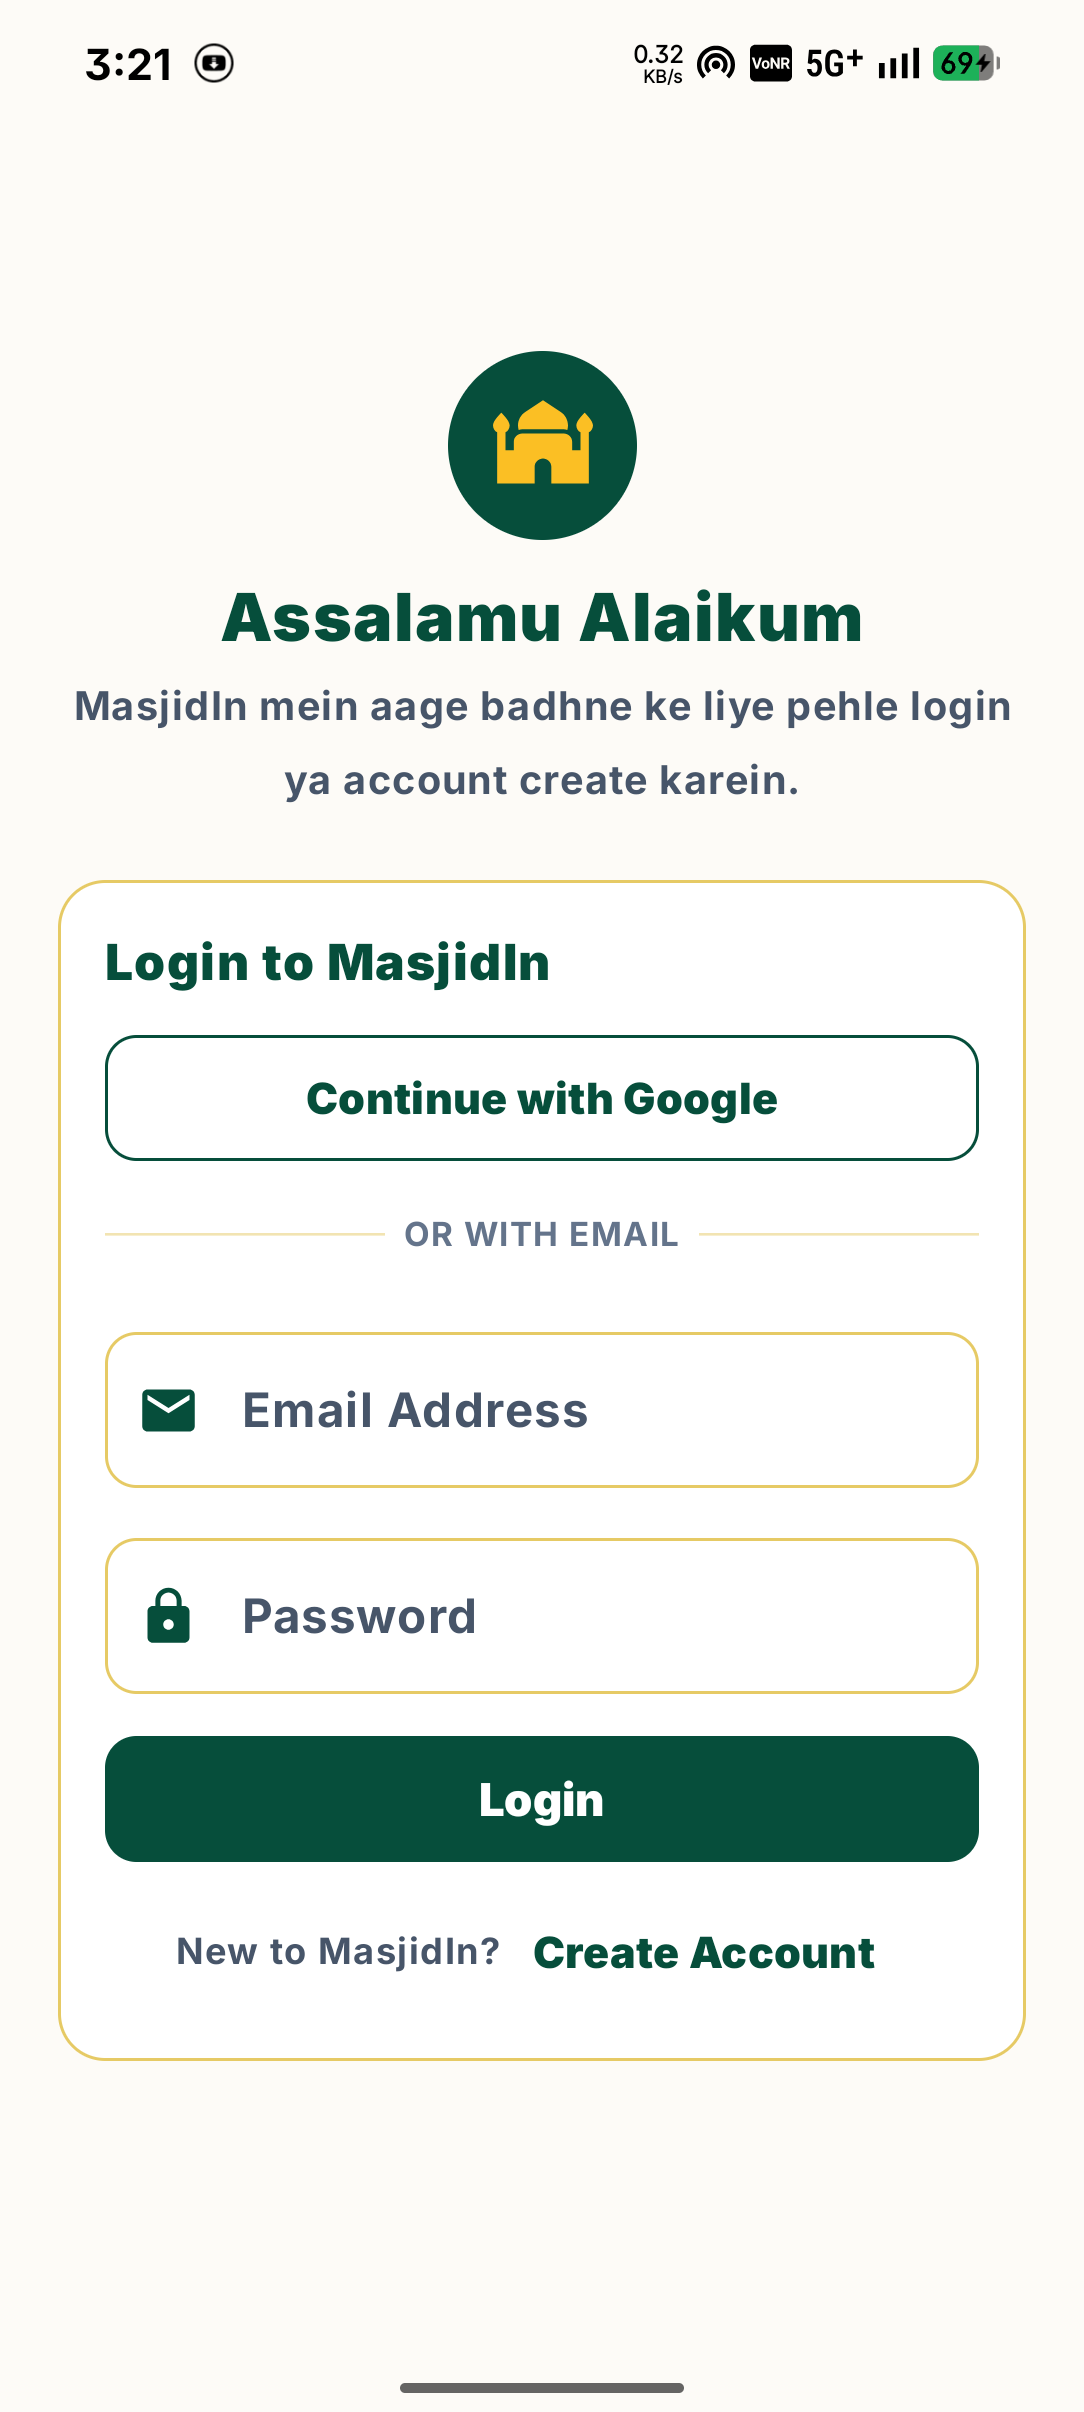 3:21
0.32
KB/s
VoNR
5G+
69
Assalamu Alaikum
MasjidIn mein aage badhne ke liye pehle login
ya account create karein.
Login to MasjidIn
Continue with Google
OR WITH EMAIL
Email Address
Password
Login
New to MasjidIn? Create Account